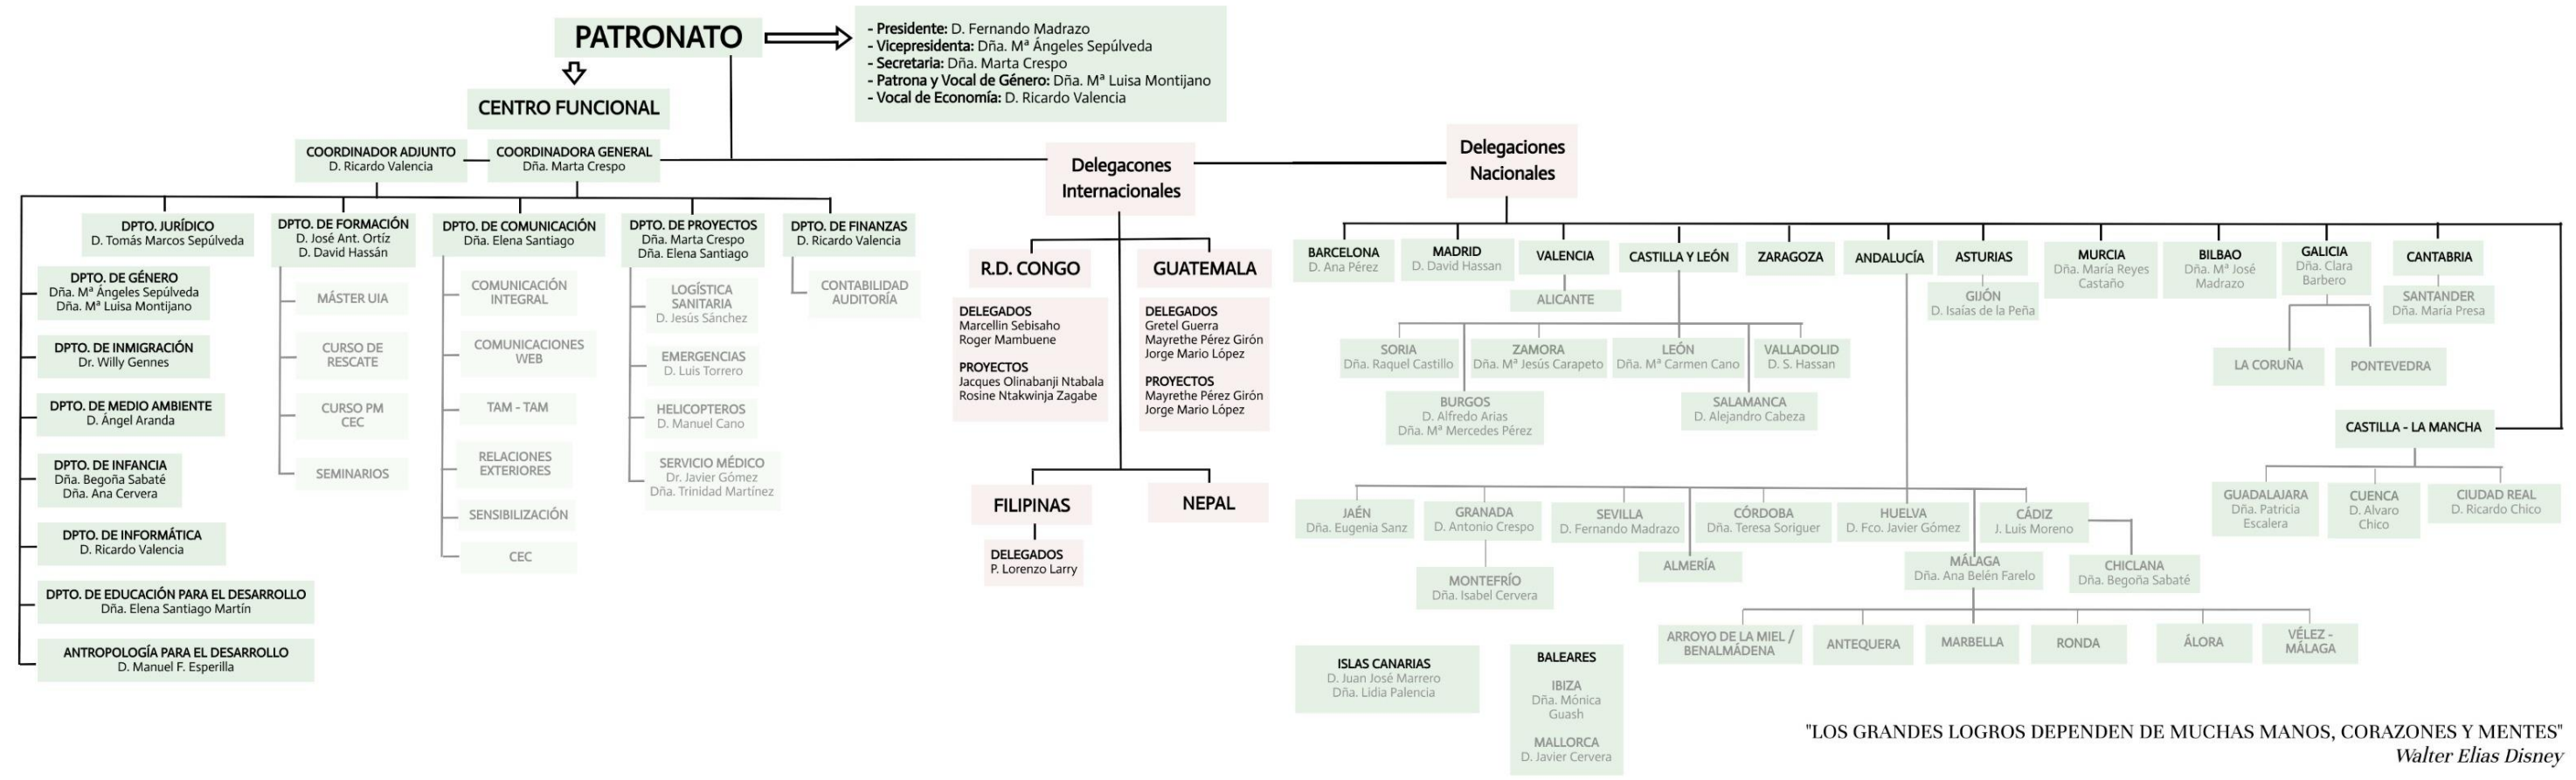 PATRONATO
- Presidente: D. Fernando Madrazo
- Vicepresidenta: Dña. Mª Ángeles Sepúlveda
- Secretaria: Dña. Marta Crespo
- Patrona y Vocal de Género: Dña. Mª Luisa Montijano
- Vocal de Economía: D. Ricardo Valencia
CENTRO FUNCIONAL
COORDINADOR ADJUNTO
D. Ricardo Valencia
COORDINADORA GENERAL
Dña. Marta Crespo
DPTO. JURÍDICO
D. Tomás Marcos Sepúlveda
DPTO. DE GÉNERO
Dña. Mª Ángeles Sepúlveda
Dña. Mª Luisa Montijano
DPTO. DE INMIGRACIÓN
Dr. Willy Gennes
DPTO. DE MEDIO AMBIENTE
D. Ángel Aranda
DPTO. DE INFANCIA
Dña. Begoña Sabaté
Dña. Ana Cervera
DPTO. DE INFORMÁTICA
D. Ricardo Valencia
DPTO. DE EDUCACIÓN PARA EL DESARROLLO
Dña. Elena Santiago Martín
ANTROPOLOGÍA PARA EL DESARROLLO
D. Manuel F. Esperilla
DPTO. DE FORMACIÓN
D. José Ant. Ortíz
D. David Hassán
MÁSTER UIA
CURSO DE
RESCATE
CURSO PM
CEC
SEMINARIOS
DPTO. DE COMUNICACIÓN
Dña. Elena Santiago
COMUNICACIÓN
INTEGRAL
COMUNICACIONES
WEB
TAM - TAM
RELACIONES
EXTERIORES
SENSIBILIZACIÓN
CEC
DPTO. DE PROYECTOS
Dña. Marta Crespo
Dña. Elena Santiago
LOGÍSTICA
SANITARIA
D. Jesús Sánchez
EMERGENCIAS
D. Luis Torrero
HELICOPTEROS
D. Manuel Cano
SERVICIO MÉDICO
Dr. Javier Gómez
Dña. Trinidad Martínez
DPTO. DE FINANZAS
D. Ricardo Valencia
CONTABILIDAD
AUDITORÍA
Delegacones
Internacionales
R.D. CONGO
DELEGADOS
Marcellin Sebisaho
Roger Mambuene
PROYECTOS
Jacques Olinabanji Ntabala
Rosine Ntakwinja Zagabe
GUATEMALA
DELEGADOS
Gretel Guerra
Mayrethe Pérez Girón
Jorge Mario López
PROYECTOS
Mayrethe Pérez Girón
Jorge Mario López
FILIPINAS
DELEGADOS
P. Lorenzo Larry
NEPAL
Delegaciones
Nacionales
BARCELONA
D. Ana Pérez
MADRID
D. David Hassan
VALENCIA
ALICANTE
CASTILLA Y LEÓN
SORIA
Dña. Raquel Castillo
ZAMORA
Dña. Mª Jesús Carapeto
LEÓN
Dña. Mª Carmen Cano
VALLADOLID
D. S. Hassan
BURGOS
D. Alfredo Arias
Dña. Mª Mercedes Pérez
SALAMANCA
D. Alejandro Cabeza
ZARAGOZA
ANDALUCÍA
JAÉN
Dña. Eugenia Sanz
GRANADA
D. Antonio Crespo
MONTEFRÍO
Dña. Isabel Cervera
SEVILLA
D. Fernando Madrazo
ALMERÍA
CÓRDOBA
Dña. Teresa Soriguer
HUELVA
D. Fco. Javier Gómez
CÁDIZ
J. Luis Moreno
CHICLANA
Dña. Begoña Sabaté
MÁLAGA
Dña. Ana Belén Farelo
ARROYO DE LA MIEL /
BENALMÁDENA
ANTEQUERA
MARBELLA
RONDA
ÁLORA
VÉLEZ -
MÁLAGA
ASTURIAS
GIJÓN
D. Isaías de la Peña
MURCIA
Dña. María Reyes
Castaño
BILBAO
Dña. Mª José
Madrazo
GALICIA
Dña. Clara
Barbero
LA CORUÑA
PONTEVEDRA
CANTABRIA
SANTANDER
Dña. María Presa
CASTILLA - LA MANCHA
GUADALAJARA
Dña. Patricia
Escalera
CUENCA
D. Alvaro
Chico
CIUDAD REAL
D. Ricardo Chico
ISLAS CANARIAS
D. Juan José Marrero
Dña. Lidia Palencia
BALEARES
IBIZA
Dña. Mónica
Guash
MALLORCA
D. Javier Cervera
"LOS GRANDES LOGROS DEPENDEN DE MUCHAS MANOS, CORAZONES Y MENTES"
Walter Elias Disney